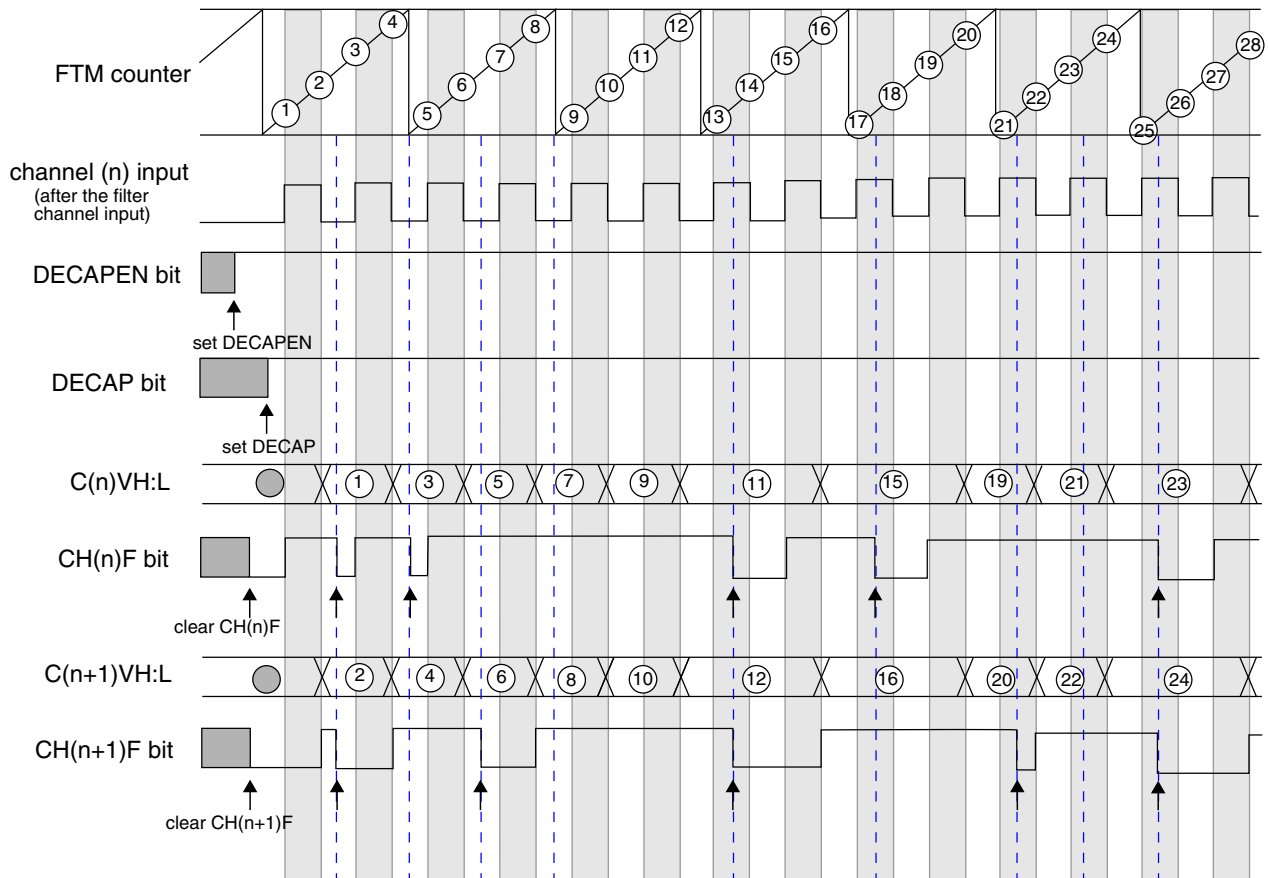 4 8 12 16 20 24 28
3 7 11 15 19 23 27
FTM counter
2 6 10 14 18 22 26
1 5 9 13 17 21 25
channel (n) input
(after the filter
channel input)
DECAPEN bit
set DECAPEN
DECAP bit
set DECAP
C(n)VH:L 1 3 5 7 9 11 15 19 21 23
CH(n)F bit
clear CH(n)F
C(n+1)VH:L 2 4 6 8 10 12 16 20 22 24
CH(n+1)F bit
clear CH(n+1)F